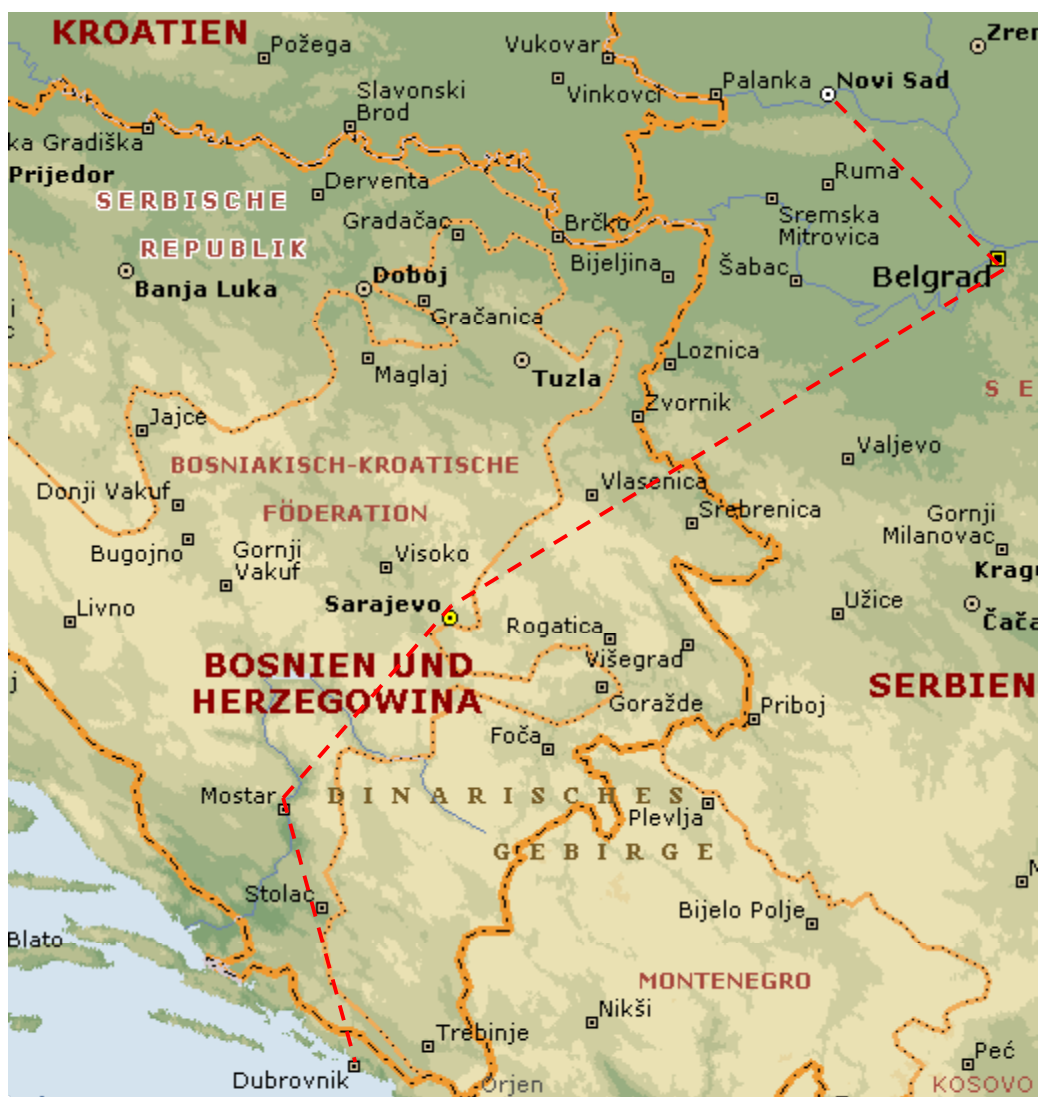 KROATIEN
Požega
Vukovar
Zrer
Vinkovci
Palanka
Novi Sad
Slavonski
Brod
ka Gradiška
Prijedor
Derventa
Ruma
SERBISCHE
REPUBLIK
Gradačac
Brčko
Sremska
Mitrovica
Bijeljina
Šabac
Belgrad
Banja Luka
Doboj
Gračanica
Maglaj
Tuzla
Loznica
S E
Zvornik
Jajce
Valjevo
BOSNIAKISCH-KROATISCHE
FÖDERATION
Donji Vakuf
Vlasenica
Srebrenica
Gornji
Milanovac
Bugojno
Gornji
Vakuf
Visoko
Kragu
Livno
Sarajevo
Užice
Čača
Rogatica
Višegrad
BOSNIEN UND
HERZEGOWINA
Goražde
SERBIEN
Priboj
Foča
Mostar
DINARISCHES
GEBIRGE
Plevlja
Stolac
Bijelo Polje
Blato
MONTENEGRO
Nikši
Trebinje
Peć
Dubrovnik
Orjen
KOSOVO